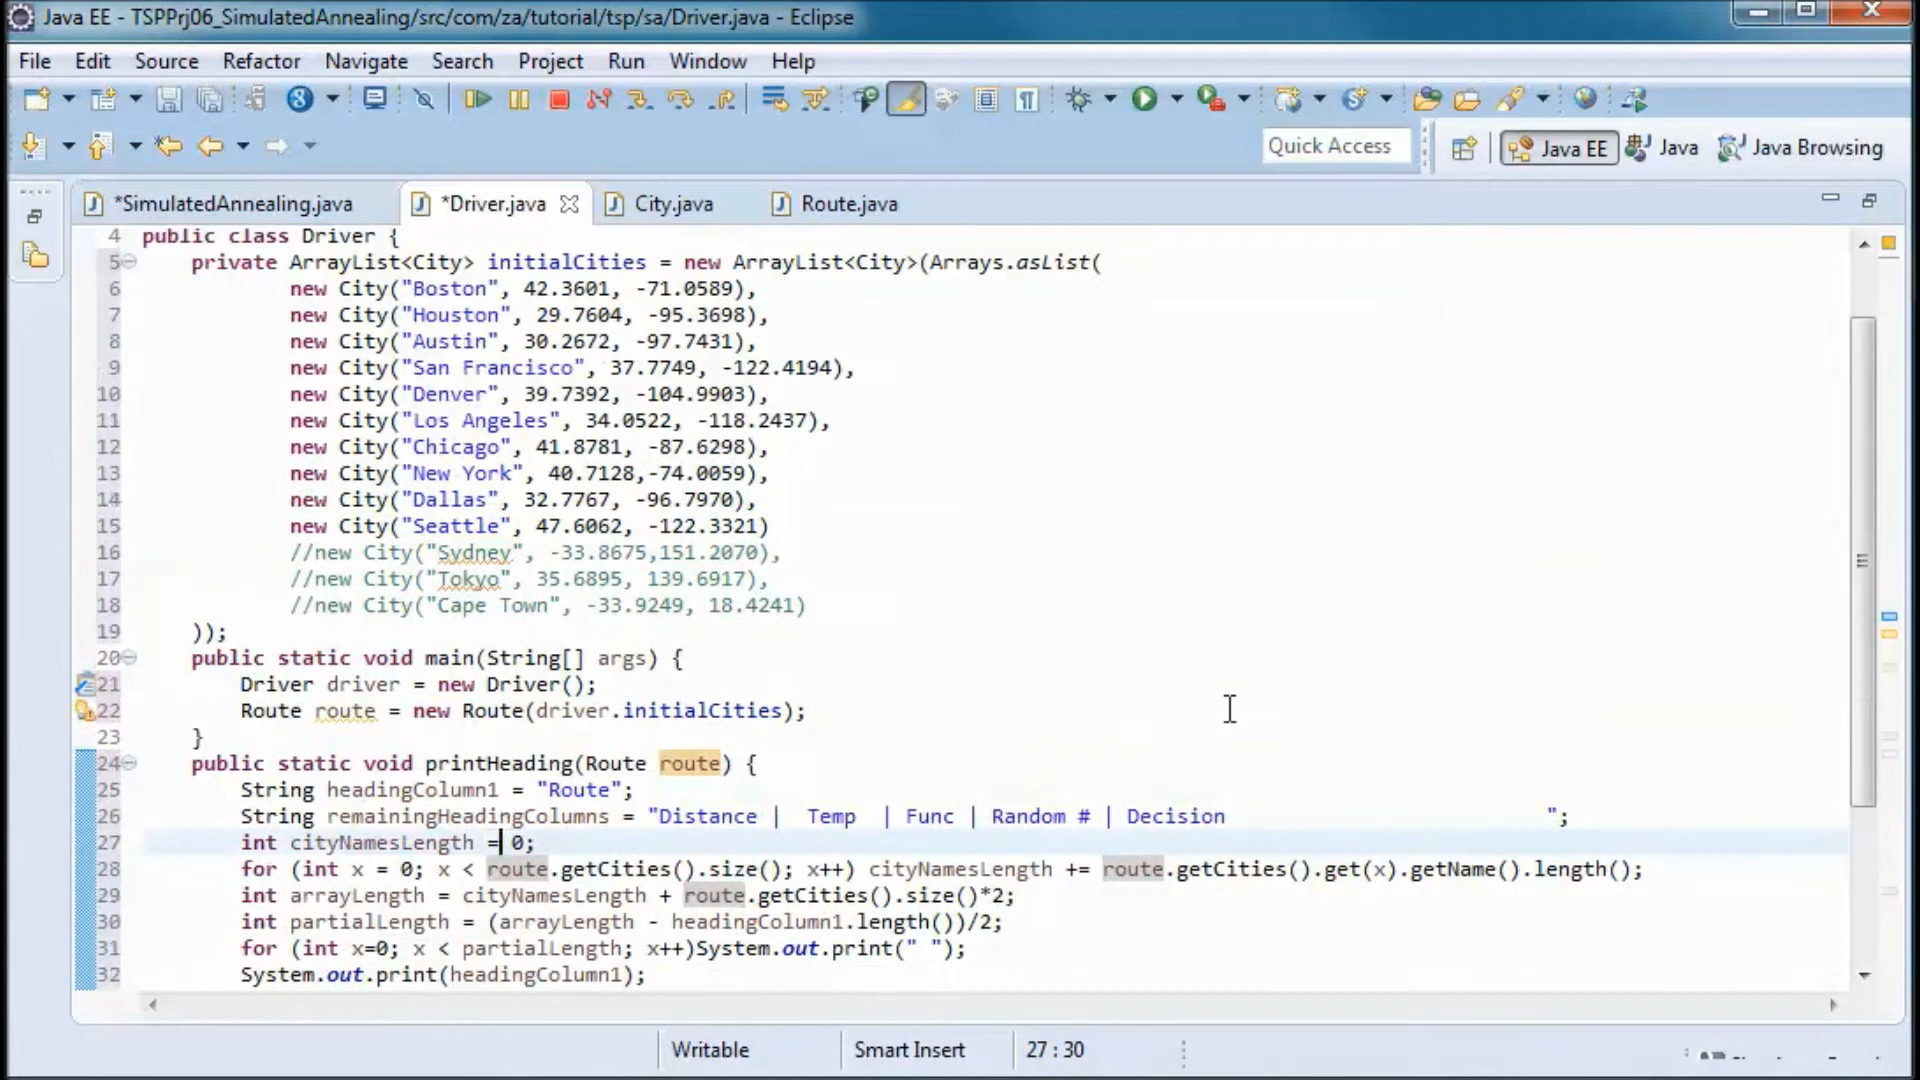 Java EE - TSPPrj06_SimulatedAnnealing/src/com/za/tutorial/tsp/sa/Driver.java - Eclipse
File Edit Source Refactor Navigate Search Project Run Window Help
Quick Access Java EE Java Java Browsing
*SimulatedAnnealing.java *Driver.java City.java Route.java
4 public class Driver {
5 private ArrayList<City> initialCities = new ArrayList<City>(Arrays.asList(
6 new City("Boston", 42.3601, -71.0589),
7 new City("Houston", 29.7604, -95.3698),
8 new City("Austin", 30.2672, -97.7431),
9 new City("San Francisco", 37.7749, -122.4194),
10 new City("Denver", 39.7392, -104.9903),
11 new City("Los Angeles", 34.0522, -118.2437),
12 new City("Chicago", 41.8781, -87.6298),
13 new City("New York", 40.7128,-74.0059),
14 new City("Dallas", 32.7767, -96.7970),
15 new City("Seattle", 47.6062, -122.3321)
16 //new City("Sydney", -33.8675,151.2070),
17 //new City("Tokyo", 35.6895, 139.6917),
18 //new City("Cape Town", -33.9249, 18.4241)
19 ));
20 public static void main(String[] args) {
21 Driver driver = new Driver();
22 Route route = new Route(driver.initialCities);
23 }
24 public static void printHeading(Route route) {
25 String headingColumn1 = "Route";
26 String remainingHeadingColumns = "Distance |  Temp  | Func | Random # | Decision                          ";
27 int cityNamesLength = 0;
28 for (int x = 0; x < route.getCities().size(); x++) cityNamesLength += route.getCities().get(x).getName().length();
29 int arrayLength = cityNamesLength + route.getCities().size()*2;
30 int partialLength = (arrayLength - headingColumn1.length())/2;
31 for (int x=0; x < partialLength; x++)System.out.print(" ");
32 System.out.print(headingColumn1);
Writable Smart Insert 27 : 30